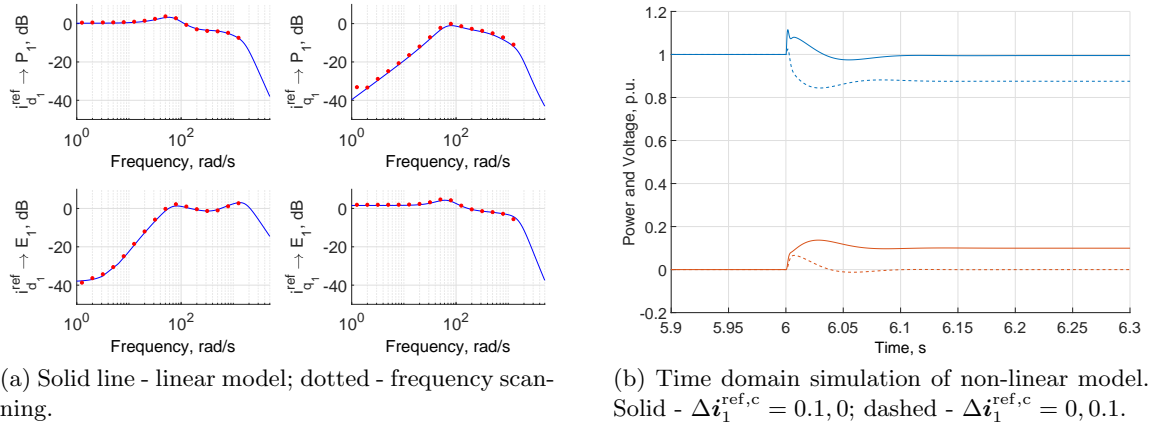 0
-20
-40
i_{d_1}^{ref} → P_1, dB
10^0
10^2
Frequency, rad/s
0
-20
-40
i_{q_1}^{ref} → P_1, dB
10^0
10^2
Frequency, rad/s
0
-20
-40
i_{d_1}^{ref} → E_1, dB
10^0
10^2
Frequency, rad/s
0
-20
-40
i_{q_1}^{ref} → E_1, dB
10^0
10^2
Frequency, rad/s
(a) Solid line - linear model; dotted - frequency scan-
ning.
1.2
1
0.8
0.6
0.4
0.2
0
-0.2
Power and Voltage, p.u.
5.9 5.95 6 6.05 6.1 6.15 6.2 6.25 6.3
Time, s
(b) Time domain simulation of non-linear model.
Solid - Δi_1^{ref,c} = 0.1, 0; dashed - Δi_1^{ref,c} = 0, 0.1.